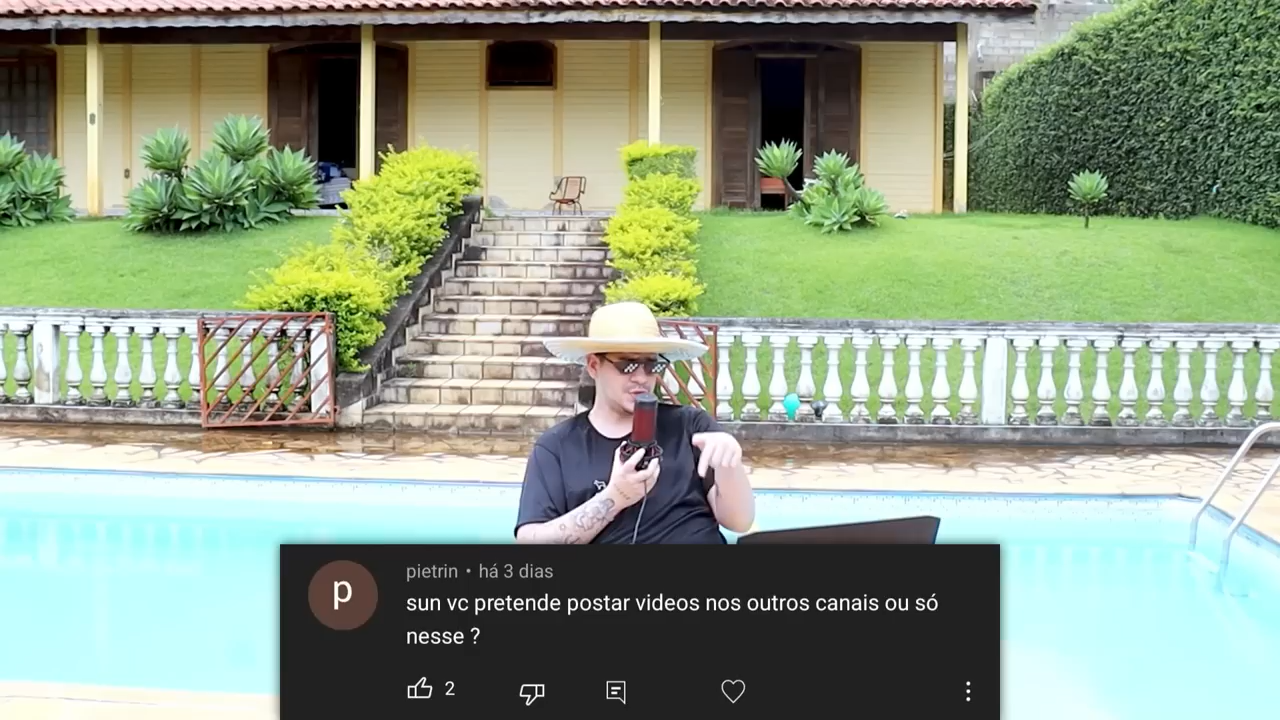 p
pietrin • há 3 dias
sun vc pretende postar videos nos outros canais ou só
nesse ?
2